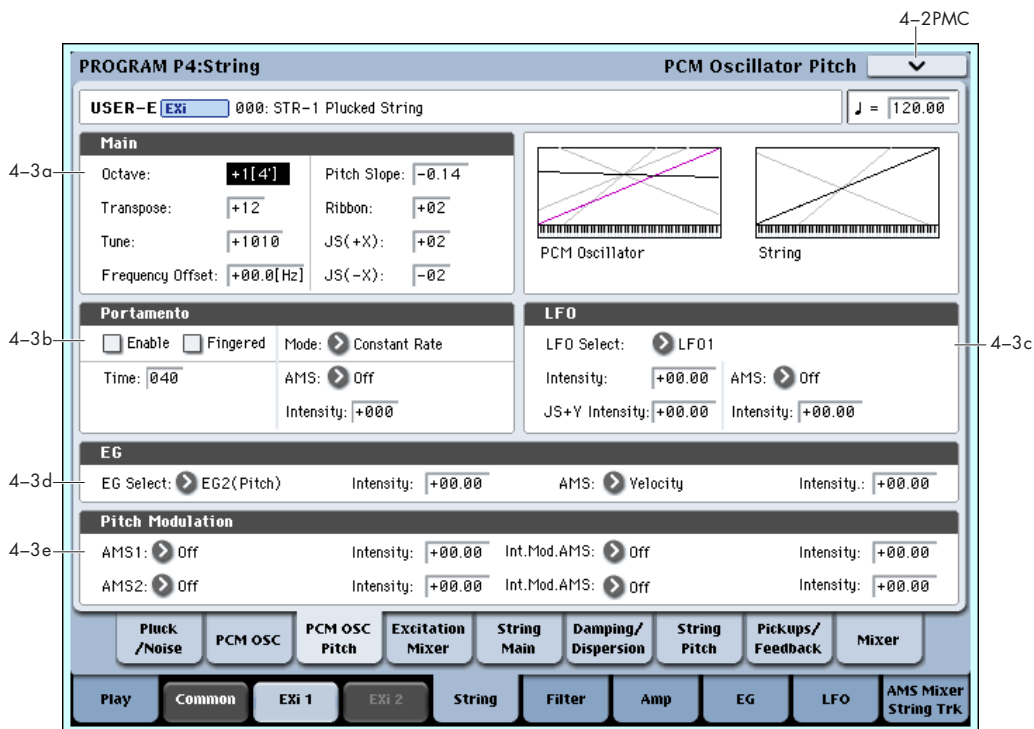 4–2PMC
PROGRAM P4:String PCM Oscillator Pitch
USER-E EXi 000: STR-1 Plucked String ♩ = 120.00
4–3a
Main
Octave: +1[4'] Pitch Slope: -0.14
Transpose: +12 Ribbon: +02
Tune: +1010 JS(+X): +02
Frequency Offset: +00.0[Hz] JS(-X): -02
PCM Oscillator String
4–3b
Portamento
Enable Fingered Mode: Constant Rate
Time: 040 AMS: Off
Intensity: +000
LFO
4–3c
LFO Select: LFO1
Intensity: +00.00 AMS: Off
JS+Y Intensity: +00.00 Intensity: +00.00
4–3d
EG
EG Select: EG2(Pitch) Intensity: +00.00 AMS: Velocity Intensity.: +00.00
4–3e
Pitch Modulation
AMS1: Off Intensity: +00.00 Int.Mod.AMS: Off Intensity: +00.00
AMS2: Off Intensity: +00.00 Int.Mod.AMS: Off Intensity: +00.00
Pluck /Noise PCM OSC PCM OSC Pitch Excitation Mixer String Main Damping/ Dispersion String Pitch Pickups/ Feedback Mixer
Play Common EXi 1 EXi 2 String Filter Amp EG LFO AMS Mixer String Trk